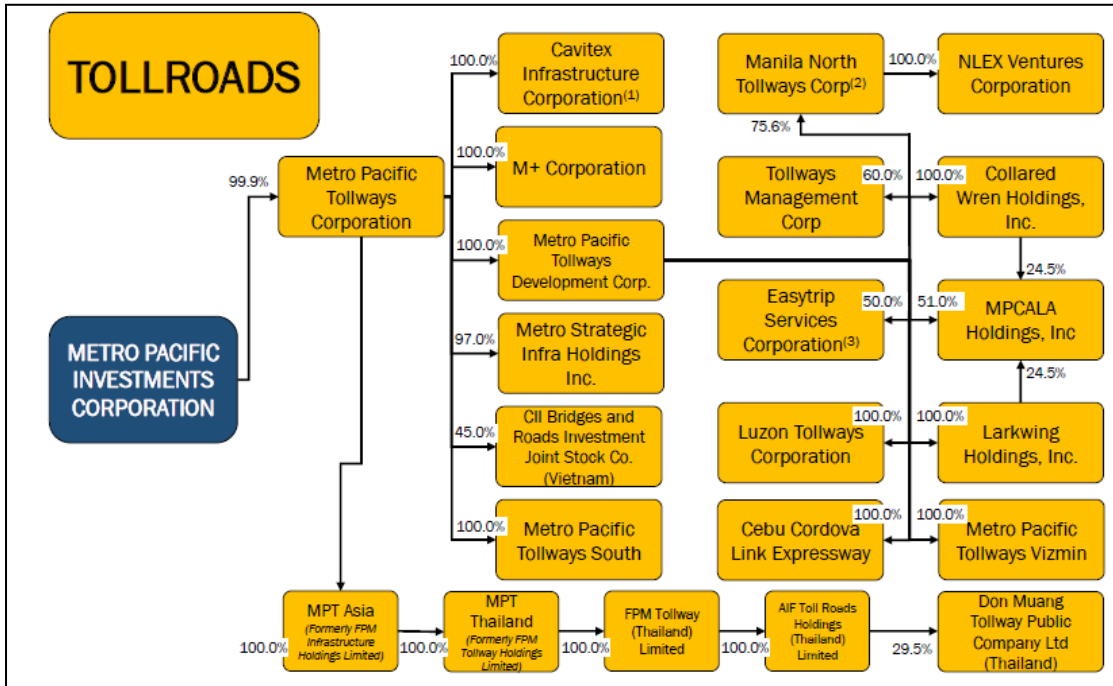 TOLLROADS
METRO PACIFIC
INVESTMENTS
CORPORATION
99.9%
Metro Pacific
Tollways
Corporation
100.0%
Cavitex
Infrastructure
Corporation(1)
100.0%
M+ Corporation
100.0%
Metro Pacific
Tollways
Development Corp.
97.0%
Metro Strategic
Infra Holdings
Inc.
45.0%
CII Bridges and
Roads Investment
Joint Stock Co.
(Vietnam)
100.0%
Metro Pacific
Tollways South
Manila North
Tollways Corp(2)
100.0%
NLEX Ventures
Corporation
75.6%
Tollways
Management
Corp
60.0%
100.0%
Collared
Wren Holdings,
Inc.
24.5%
Easytrip
Services
Corporation(3)
50.0%
51.0%
MPCALA
Holdings, Inc
24.5%
Luzon Tollways
Corporation
100.0%
100.0%
Larkwing
Holdings, Inc.
Cebu Cordova
Link Expressway
100.0%
100.0%
Metro Pacific
Tollways Vizmin
100.0%
MPT Asia
(Formerly FPM
Infrastructure
Holdings Limited)
100.0%
MPT
Thailand
(Formerly FPM
Tollway Holdings
Limited)
100.0%
FPM Tollway
(Thailand)
Limited
100.0%
AIF Toll Roads
Holdings
(Thailand)
Limited
29.5%
Don Muang
Tollway Public
Company Ltd
(Thailand)